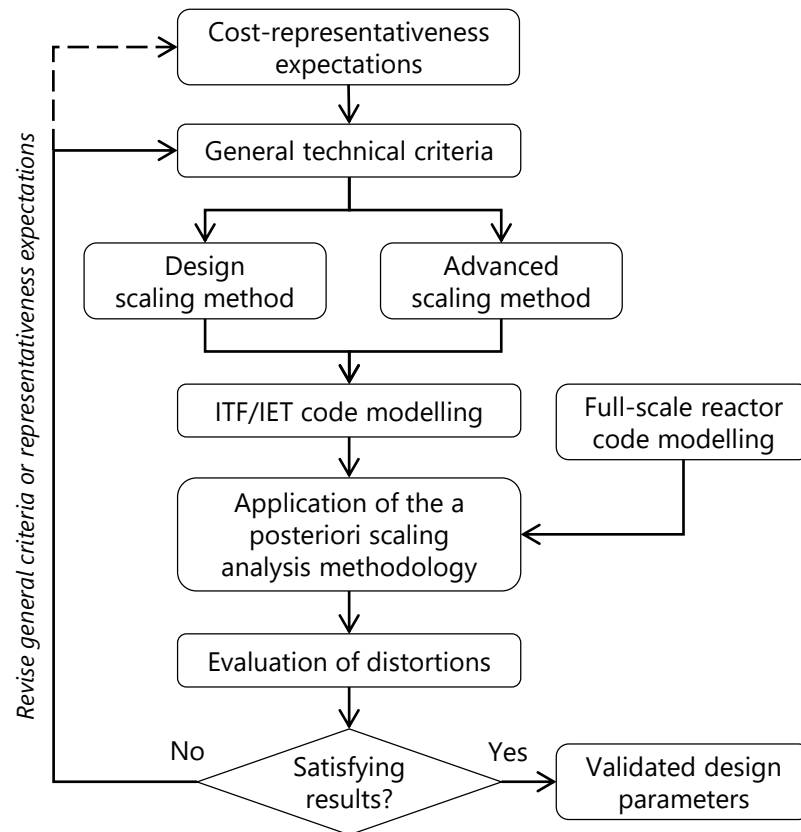 Cost-representativeness
expectations
General technical criteria
Design
scaling method
Advanced
scaling method
ITF/IET code modelling
Full-scale reactor
code modelling
Application of the a
posteriori scaling
analysis methodology
Evaluation of distortions
No
Satisfying
results?
Yes
Validated design
parameters
Revise general criteria or representative expectations